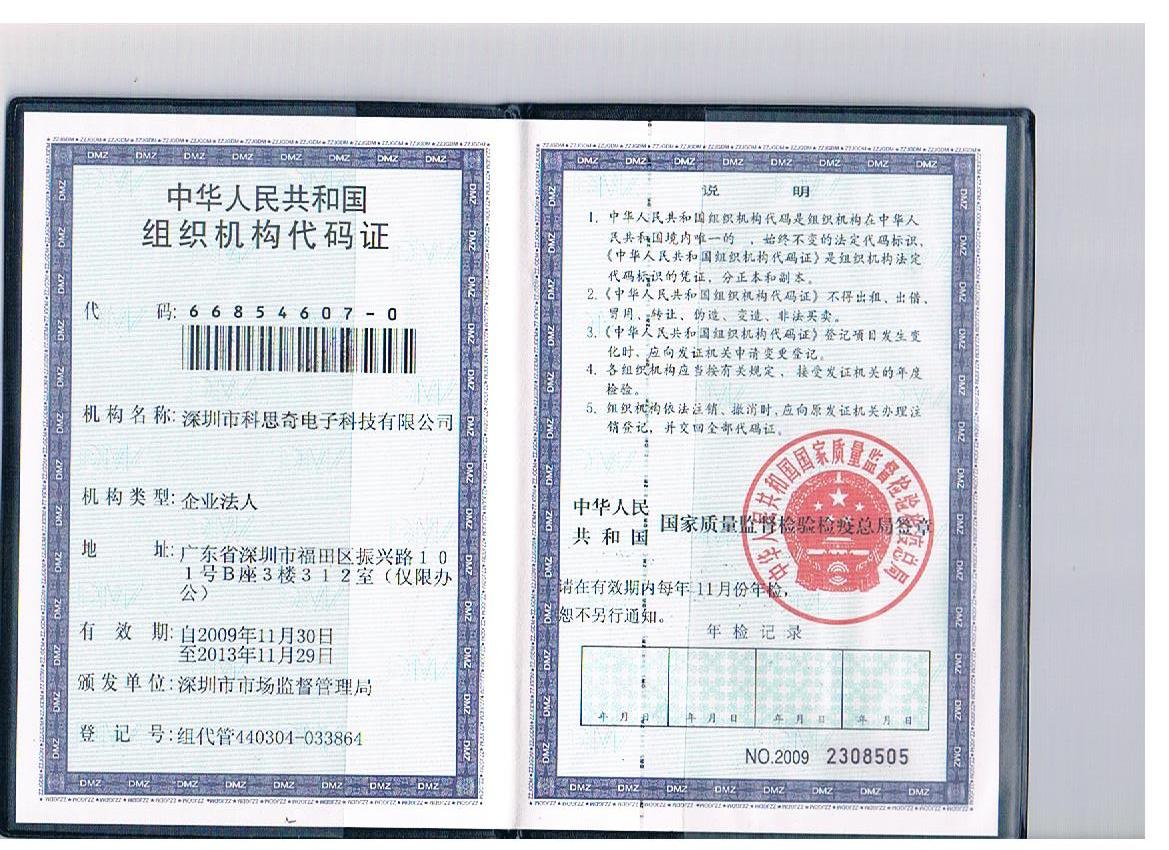 中华人民共和国
组织机构代码证
代 码: 66854607-0
机构名称: 深圳市科思奇电子科技有限公司
机构类型: 企业法人
地 址: 广东省深圳市福田区振兴路10
1号B座3楼312室（仅限办
公）
有 效 期: 自2009年11月30日
至2013年11月29日
颁发单位: 深圳市市场监督管理局
登 记 号: 组代管440304-033864
说 明
1. 中华人民共和国组织机构代码是组织机构在中华人
民共和国境内唯一的 、始终不变的法定代码标识，
《中华人民共和国组织机构代码证》是组织机构法定
代码标识的凭证，分正本和副本。
2.《中华人民共和国组织机构代码证》不得出租、出借、
冒用、转让、伪造、变造、非法买卖。
3.《中华人民共和国组织机构代码证》登记项目发生变
化时，应向发证机关申请变更登记。
4. 各组织机构应当按有关规定，接受发证机关的年度
检验。
5. 组织机构依法注销、撤消时，应向原发证机关办理注
销登记，并交回全部代码证。
中华人民
共和国 国家质量监督检验检疫总局签章
中华人民共和国国家质量监督检验检疫总局
请在有效期内每年11月份年检，
恕不另行通知。
年检记录
年 月 日 年 月 日 年 月 日 年 月 日
NO.2009 2308505